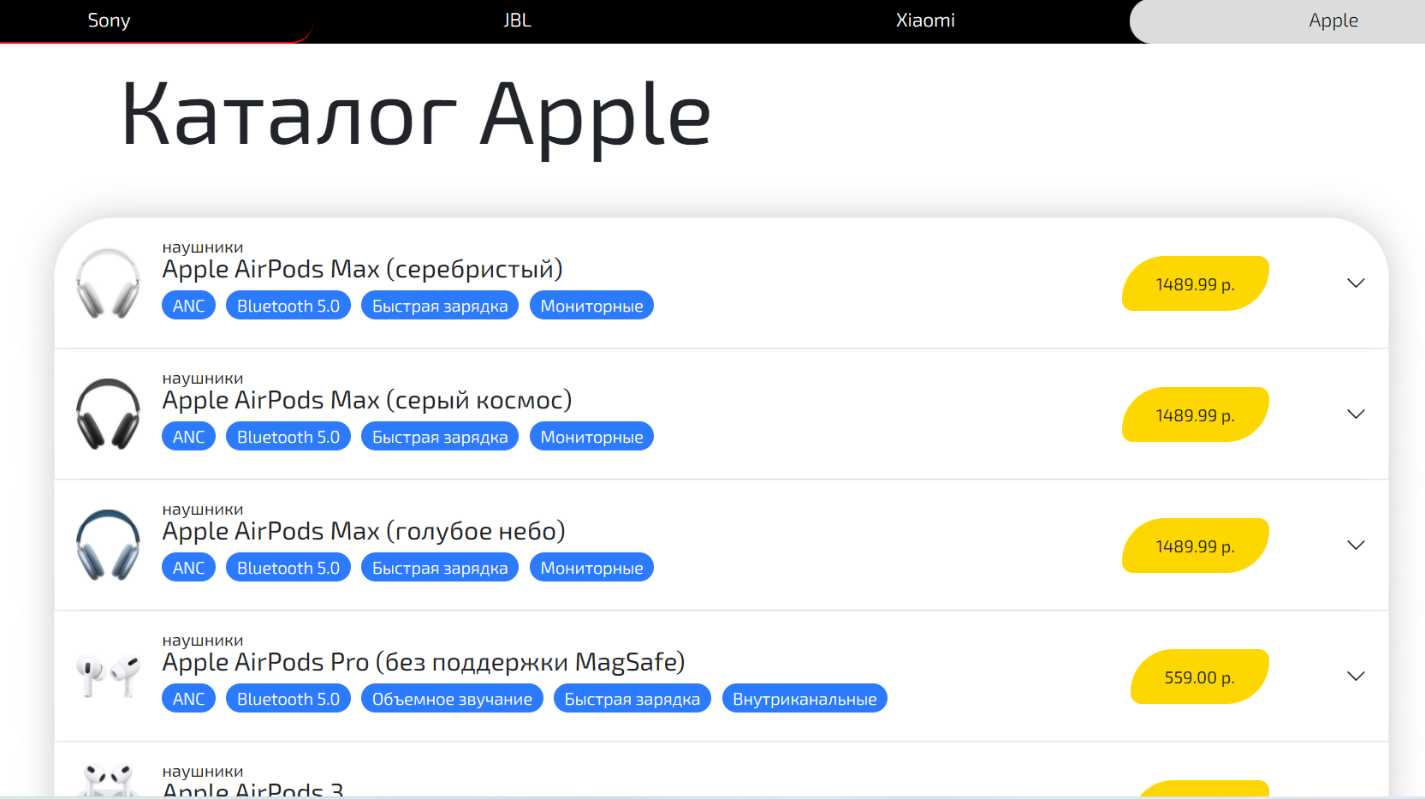 Sony JBL Xiaomi Apple
Каталог Apple
наушники
Apple AirPods Max (серебристый)
ANC Bluetooth 5.0 Быстрая зарядка Мониторные
1489.99 р.
наушники
Apple AirPods Max (серый космос)
ANC Bluetooth 5.0 Быстрая зарядка Мониторные
1489.99 р.
наушники
Apple AirPods Max (голубое небо)
ANC Bluetooth 5.0 Быстрая зарядка Мониторные
1489.99 р.
наушники
Apple AirPods Pro (без поддержки MagSafe)
ANC Bluetooth 5.0 Объемное звучание Быстрая зарядка Внутриканальные
559.00 р.
наушники
Apple AirPods 3